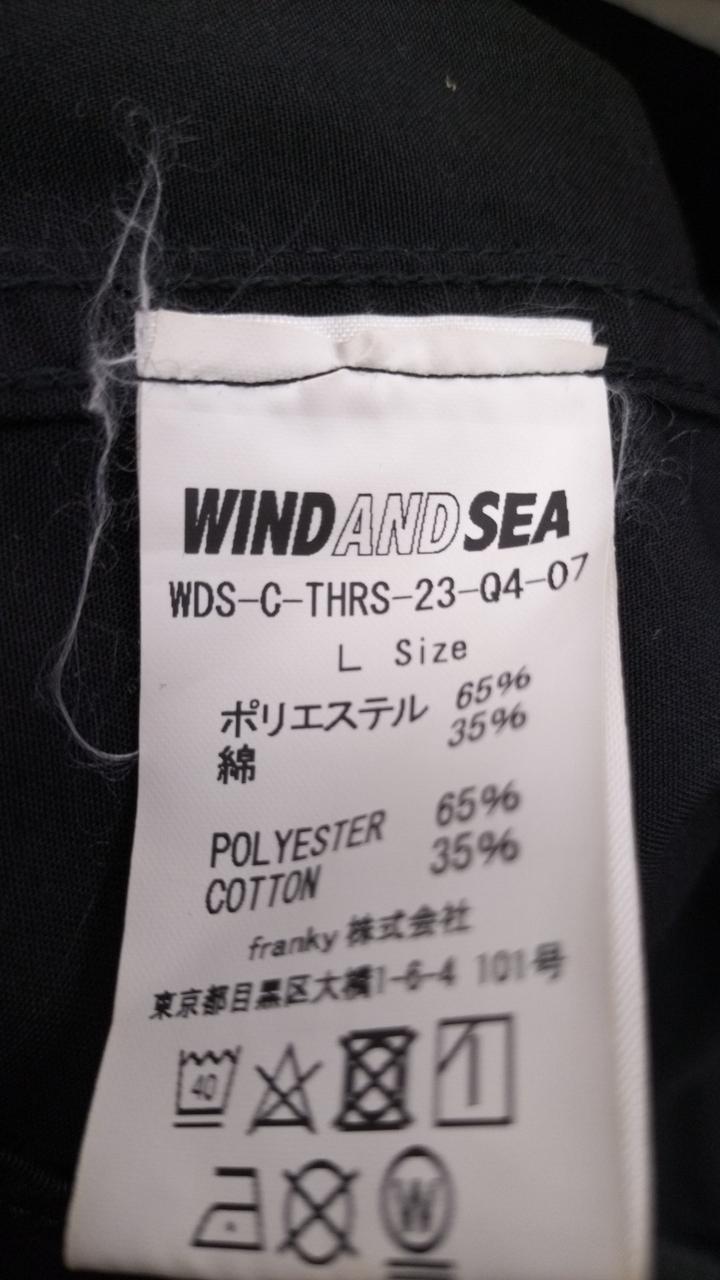 WINDANDSEA
WDS-C-THRS-23-Q4-07
L Size
ポリエステル 65%
綿 35%
POLYESTER 65%
COTTON 35%
franky 株式会社
東京都目黒区大橋1-6-4 101号
40
W